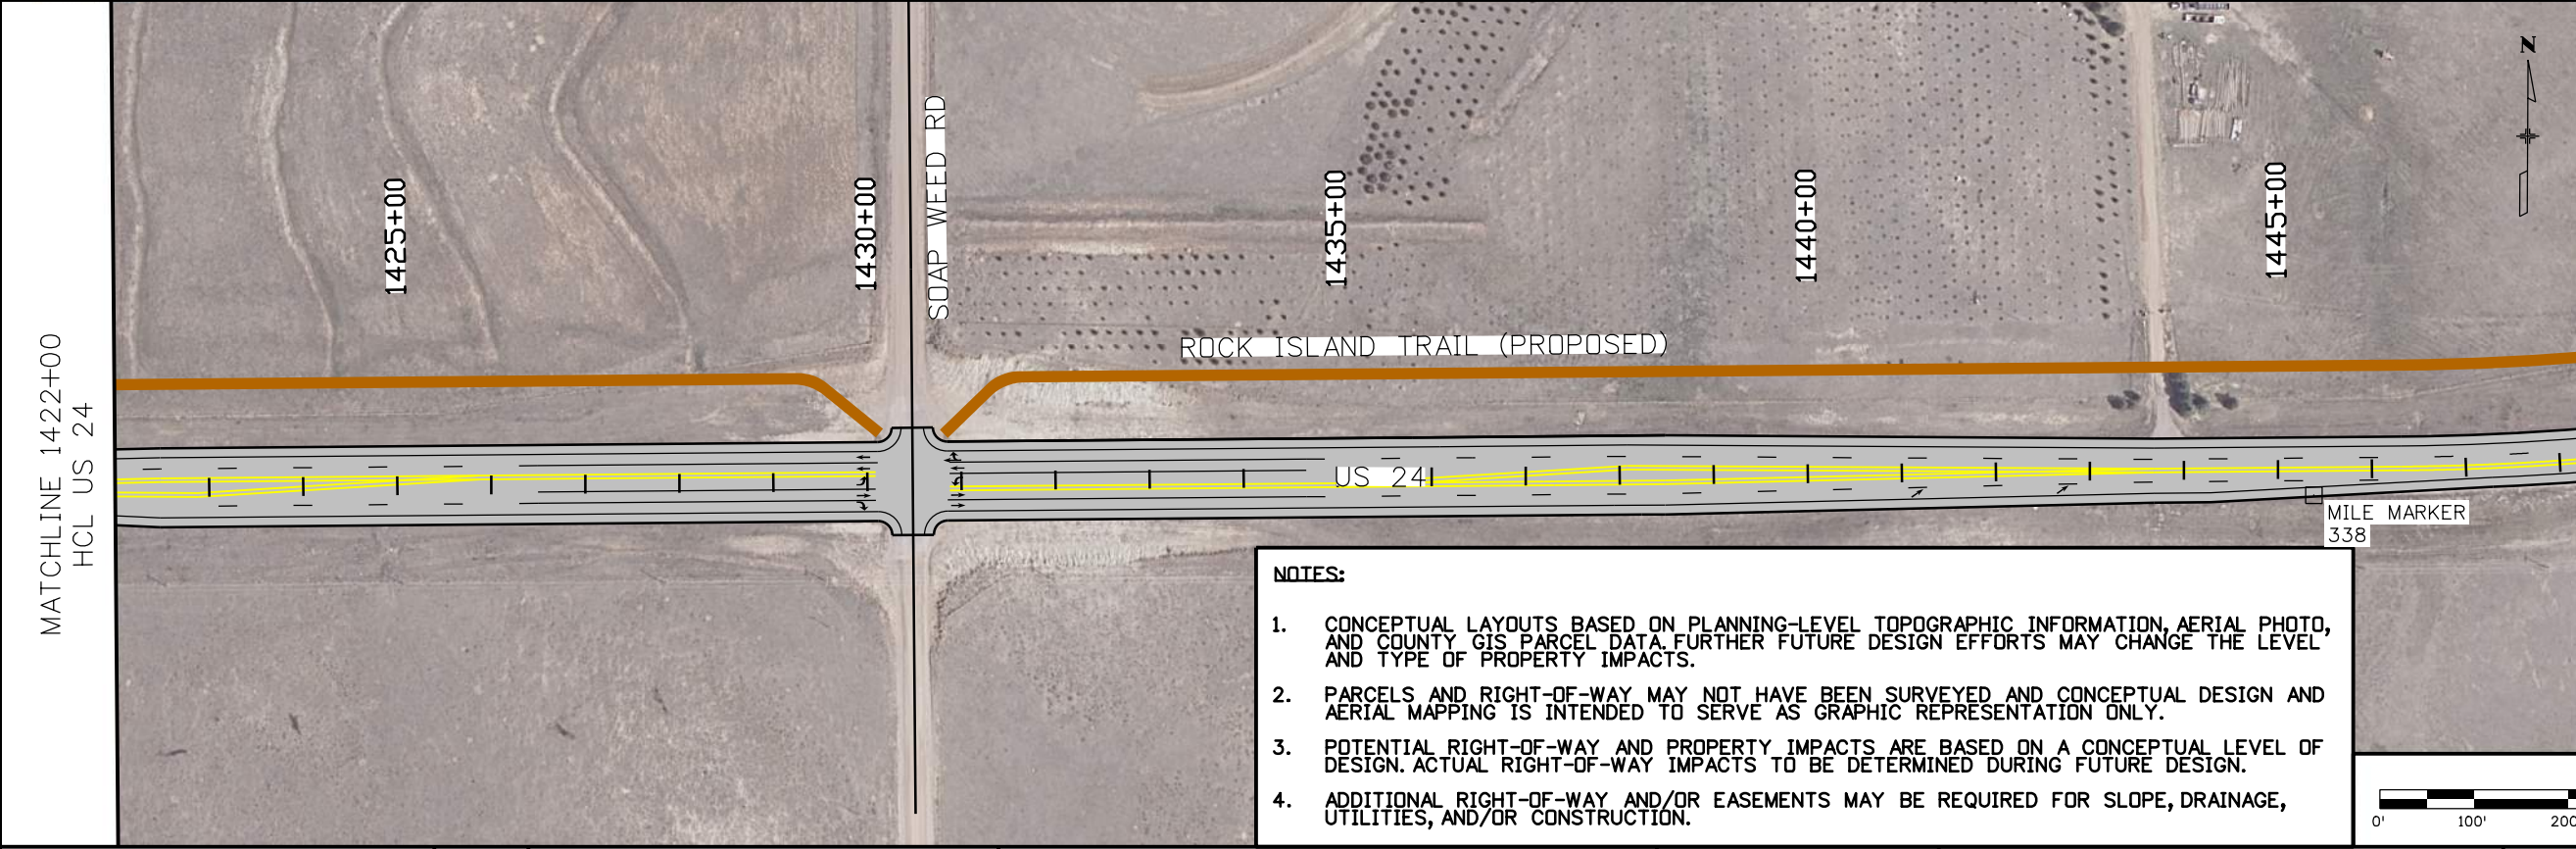 MATCHLINE 1422+00
HCL US 24
1425+00
1430+00
SOAP WEED RD
1435+00
1440+00
1445+00
N
ROCK ISLAND TRAIL (PROPOSED)
US 24
MILE MARKER
338
NOTES:
1. CONCEPTUAL LAYOUTS BASED ON PLANNING-LEVEL TOPOGRAPHIC INFORMATION, AERIAL PHOTO,
AND COUNTY GIS PARCEL DATA. FURTHER FUTURE DESIGN EFFORTS MAY CHANGE THE LEVEL
AND TYPE OF PROPERTY IMPACTS.
2. PARCELS AND RIGHT-OF-WAY MAY NOT HAVE BEEN SURVEYED AND CONCEPTUAL DESIGN AND
AERIAL MAPPING IS INTENDED TO SERVE AS GRAPHIC REPRESENTATION ONLY.
3. POTENTIAL RIGHT-OF-WAY AND PROPERTY IMPACTS ARE BASED ON A CONCEPTUAL LEVEL OF
DESIGN. ACTUAL RIGHT-OF-WAY IMPACTS TO BE DETERMINED DURING FUTURE DESIGN.
4. ADDITIONAL RIGHT-OF-WAY AND/OR EASEMENTS MAY BE REQUIRED FOR SLOPE, DRAINAGE,
UTILITIES, AND/OR CONSTRUCTION.
0' 100' 200